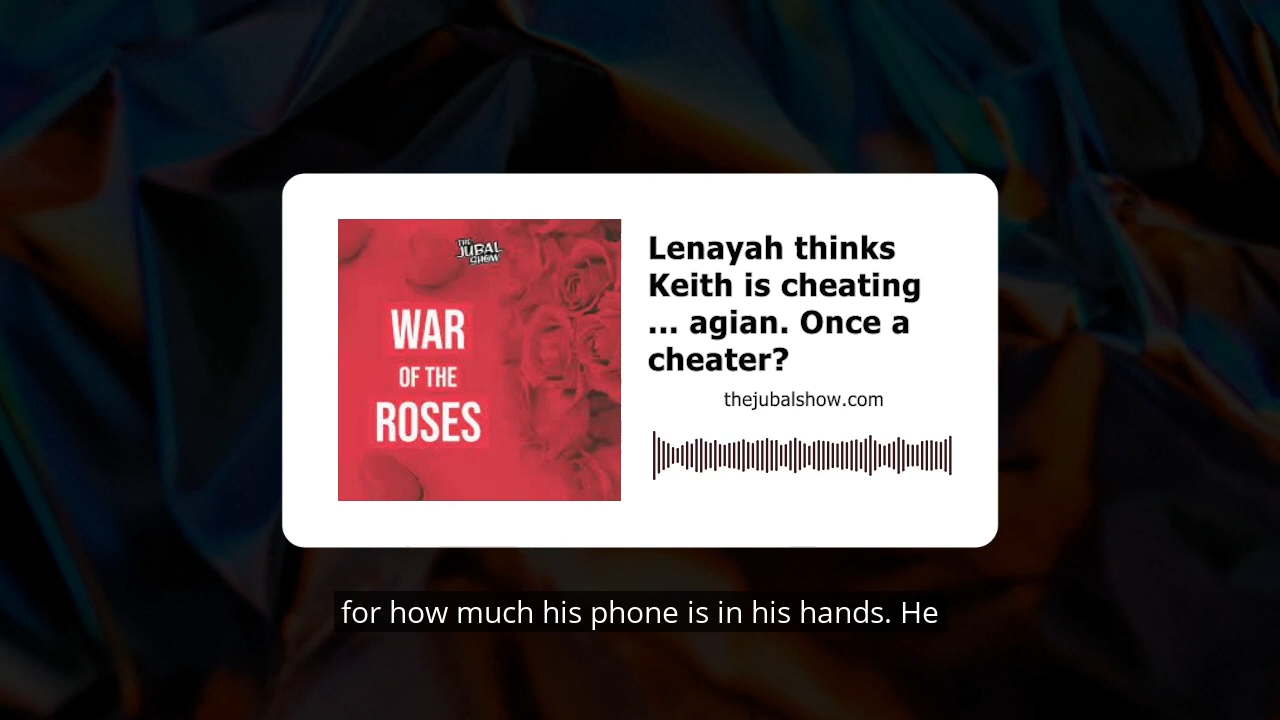 THE
JUBAL
SHOW
WAR
OF THE
ROSES
Lenayah thinks
Keith is cheating
... agian. Once a
cheater?
thejubalshow.com
for how much his phone is in his hands. He